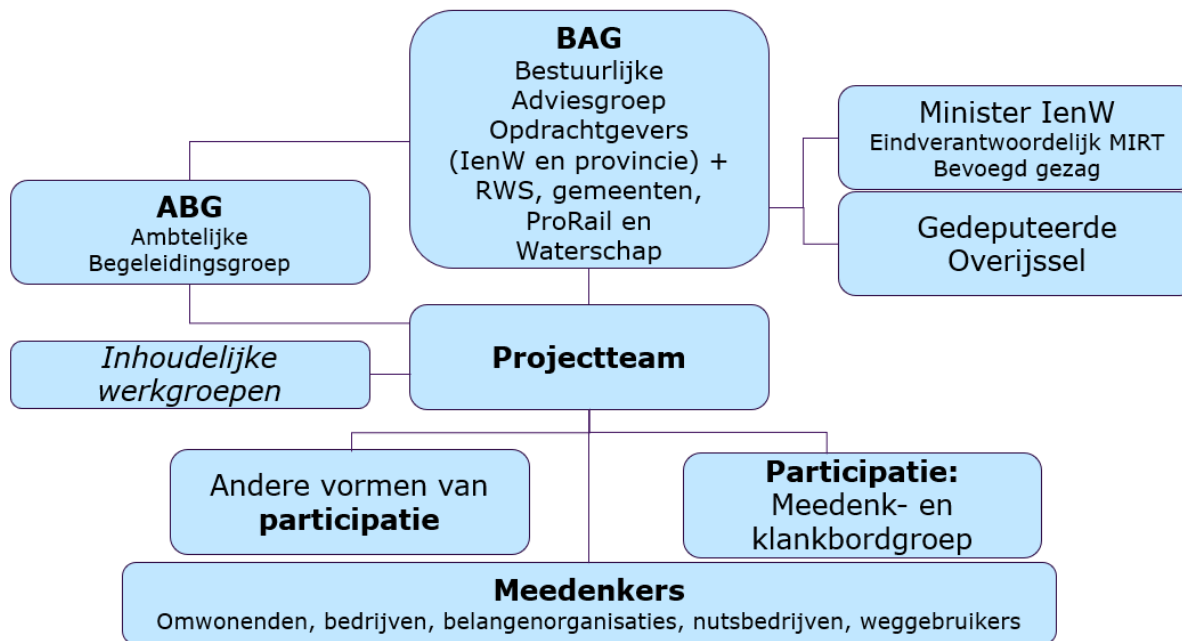 BAG
Bestuurlijke
Adviesgroep
Opdrachtgevers
(IenW en provincie) +
RWS, gemeenten,
ProRail en
Waterschap
Minister IenW
Eindverantwoordelijk MIRT
Bevoegd gezag
Gedeputeerde
Overijssel
ABG
Ambtelijke
Begeleidingsgroep
Projectteam
Inhoudelijke
werkgroepen
Andere vormen van
participatie
Participatie:
Meedenk- en
klankbordgroep
Meedenkers
Omwonenden, bedrijven, belangenorganisaties, nutsbedrijven, weggebruikers